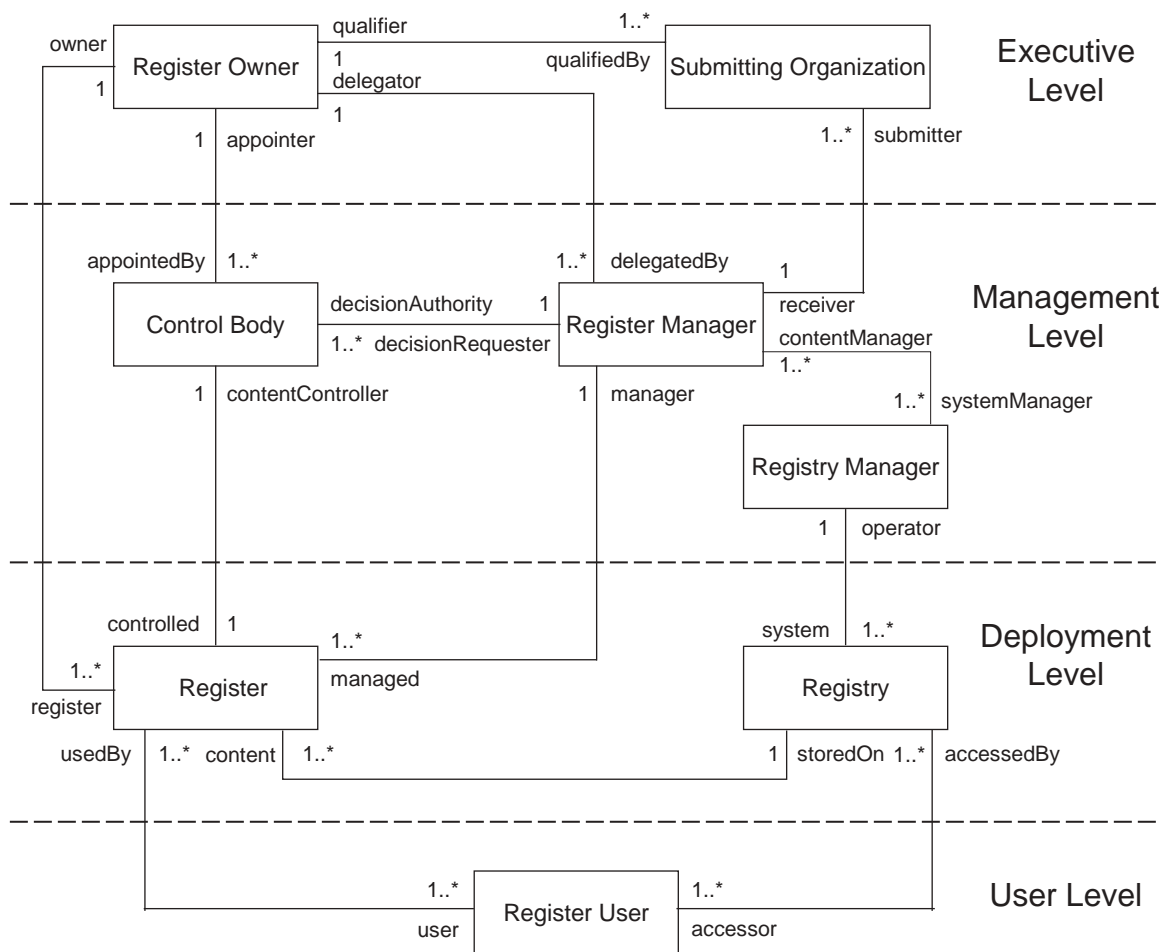 qualifier
1..*
owner
Register Owner
1
qualifiedBy
Submitting Organization
Executive
Level
1
delegator
1
1
appointer
1..*
submitter
appointedBy
1..*
1..*
delegatedBy
1
receiver
Management
Level
Control Body
decisionAuthority
1
1..*
decisionRequester
Register Manager
contentManager
1..*
1
contentController
1
manager
1..*
systemManager
Registry Manager
1
operator
controlled
1
1..*
managed
system
1..*
Deployment
Level
1..*
register
Register
Registry
usedBy
1..*
content
1..*
1
storedOn
1..*
accessedBy
1..*
user
Register User
1..*
accessor
User Level